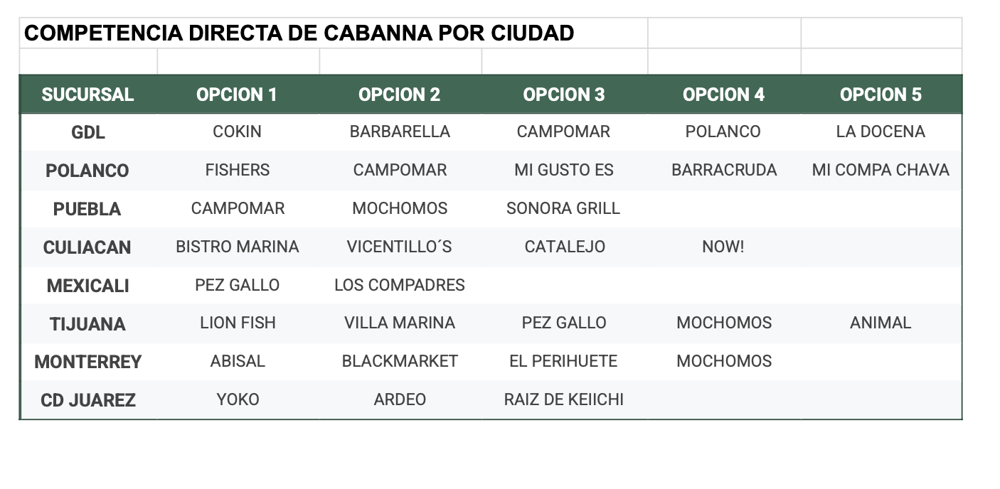 COMPETENCIA DIRECTA DE CABANNA POR CIUDAD
SUCURSAL OPCION 1 OPCION 2 OPCION 3 OPCION 4 OPCION 5
GDL COKIN BARBARELLA CAMPOMAR POLANCO LA DOCENA
POLANCO FISHERS CAMPOMAR MI GUSTO ES BARRACRUDA MI COMPA CHAVA
PUEBLA CAMPOMAR MOCHOMOS SONORA GRILL
CULIACAN BISTRO MARINA VICENTILLO´S CATALEJO NOW!
MEXICALI PEZ GALLO LOS COMPADRES
TIJUANA LION FISH VILLA MARINA PEZ GALLO MOCHOMOS ANIMAL
MONTERREY ABISAL BLACKMARKET EL PERIHUETE MOCHOMOS
CD JUAREZ YOKO ARDEO RAIZ DE KEIICHI